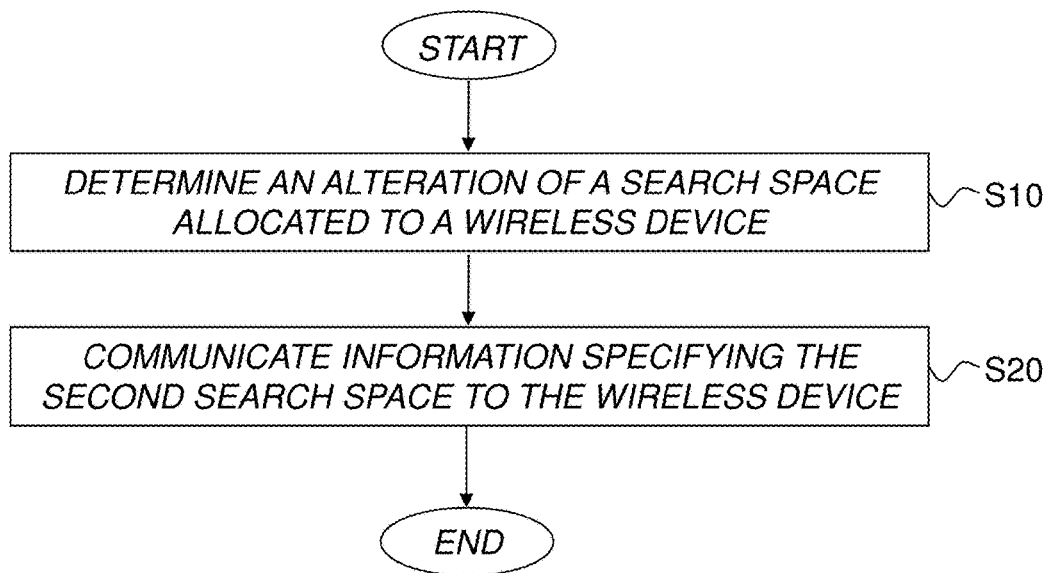 START
DETERMINE AN ALTERATION OF A SEARCH SPACE
ALLOCATED TO A WIRELESS DEVICE
S10
COMMUNICATE INFORMATION SPECIFYING THE
SECOND SEARCH SPACE TO THE WIRELESS DEVICE
S20
END